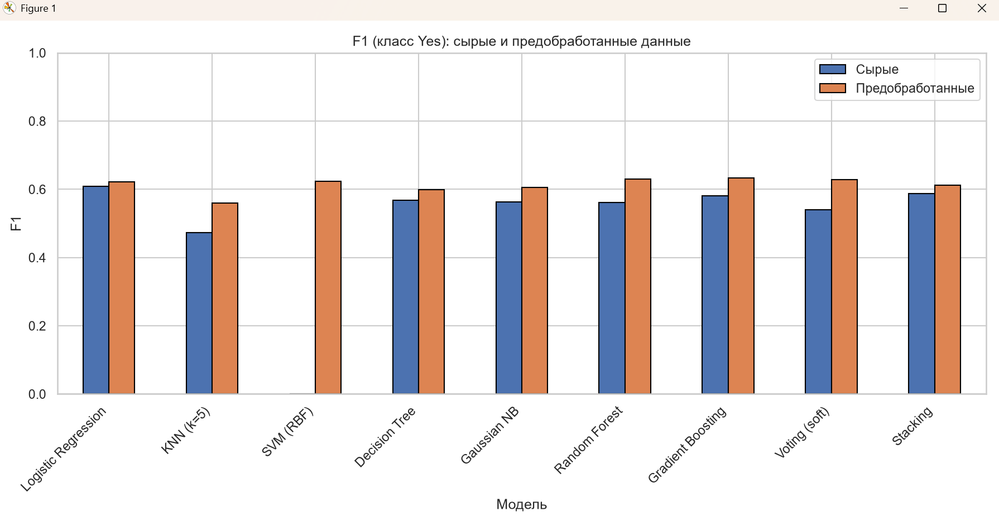 Figure 1
F1 (класс Yes): сырые и предобработанные данные
Сырые
Предобработанные
1.0
0.8
0.6
0.4
0.2
0.0
F1
Logistic Regression
KNN (k=5)
SVM (RBF)
Decision Tree
Gaussian NB
Random Forest
Gradient Boosting
Voting (soft)
Stacking
Модель